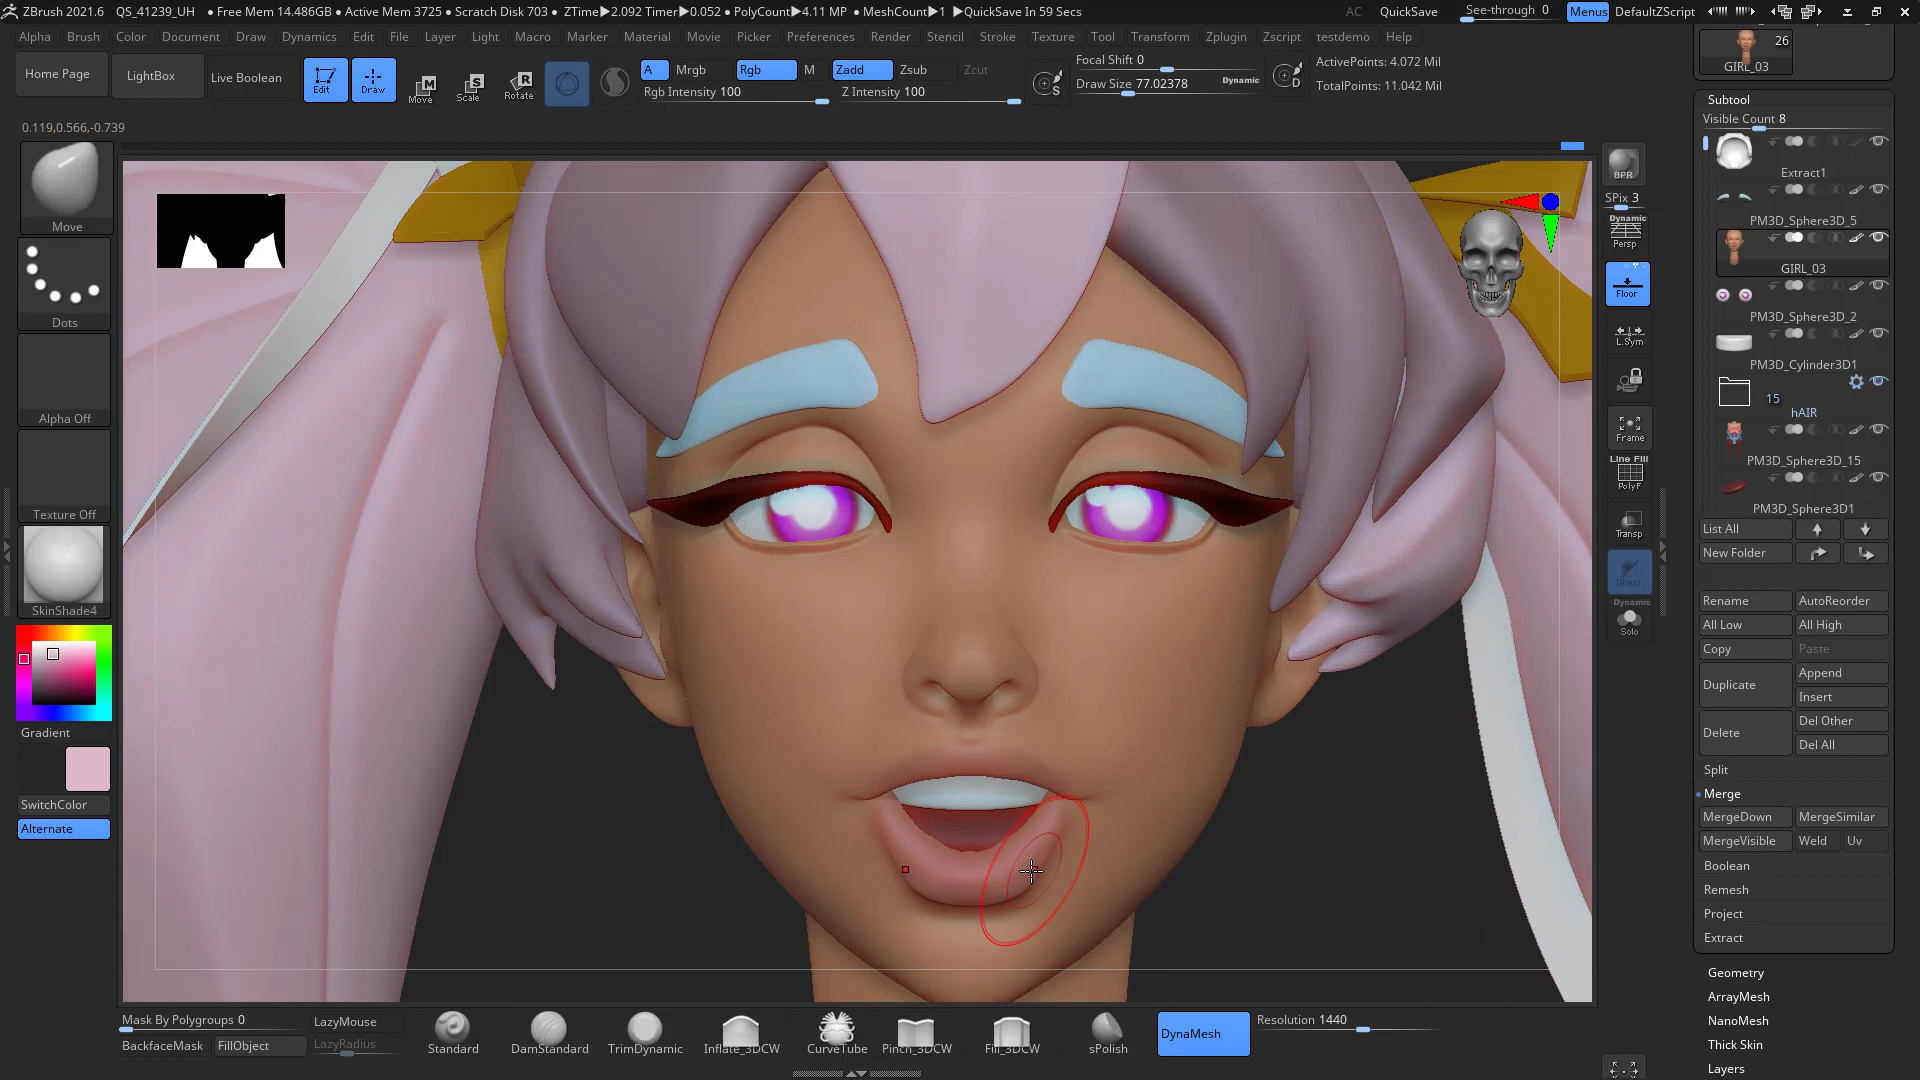 ZBrush 2021.6 QS_41239_UH ● Free Mem 14.486GB ● Active Mem 3725 ● Scratch Disk 703 ● ZTime▶2.092 Timer▶0.052 ● PolyCount▶4.11 MP ● MeshCount▶1 ▶QuickSave In 59 Secs AC QuickSave See-through 0 Menus DefaultZScript
Alpha Brush Color Document Draw Dynamics Edit File Layer Light Macro Marker Material Movie Picker Preferences Render Stencil Stroke Texture Tool Transform Zplugin Zscript testdemo Help
Home Page
LightBox
Live Boolean
Edit
Draw
Move
Scale
Rotate
A Mrgb Rgb M Zadd Zsub Zcut
Rgb Intensity 100
Z Intensity 100
S
Focal Shift 0
Draw Size 77.02378
Dynamic
D
ActivePoints: 4.072 Mil
TotalPoints: 11.042 Mil
0.119,0.566,-0.739
Move
Dots
Alpha Off
Texture Off
SkinShade4
Gradient
SwitchColor
Alternate
BPR
SPix 3
Dynamic
Persp
Floor
L.Sym
Frame
Line Fill
PolyF
Transp
Ghost
Dynamic
Solo
26
GIRL_03
Subtool
Visible Count 8
Extract1
PM3D_Sphere3D_5
GIRL_03
PM3D_Sphere3D_2
PM3D_Cylinder3D1
15
hAIR
PM3D_Sphere3D_15
PM3D_Sphere3D1
List All
New Folder
Rename AutoReorder
All Low All High
Copy Paste
Duplicate Append
Insert
Delete Del Other
Del All
Split
Merge
MergeDown MergeSimilar
MergeVisible Weld Uv
Boolean
Remesh
Project
Extract
Geometry
ArrayMesh
NanoMesh
Thick Skin
Layers
Mask By Polygroups 0
BackfaceMask
FillObject
LazyMouse
LazyRadius
Standard
DamStandard
TrimDynamic
Inflate_3DCW
CurveTube
Pinch_3DCW
Fill_3DCW
sPolish
DynaMesh
Resolution 1440